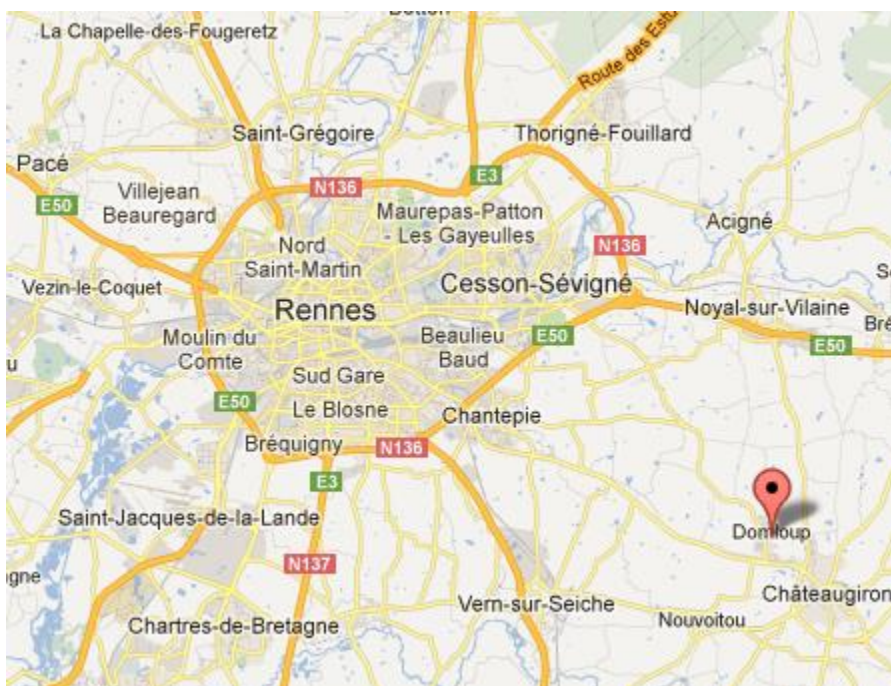 La Chapelle-des-Fougeretz
Route des Estu
Saint-Grégoire
Thorigné-Fouillard
Pacé
E3
N136
Villejean
Beauregard
E50
Maurepas-Patton
- Les Gayeulles
Acigné
Nord
Saint-Martin
N136
Vezin-le-Coquet
Cesson-Sévigné
Rennes
Noyal-sur-Vilaine
Bré
Moulin du
Comte
Beaulieu
Baud
E50
E50
u
Sud Gare
E50
Le Blosne
Chantepie
Bréquigny
N136
E3
Saint-Jacques-de-la-Lande
Domloup
N137
gne
Châteaugiron
Vern-sur-Seiche
Nouvoitou
Chartres-de-Bretagne